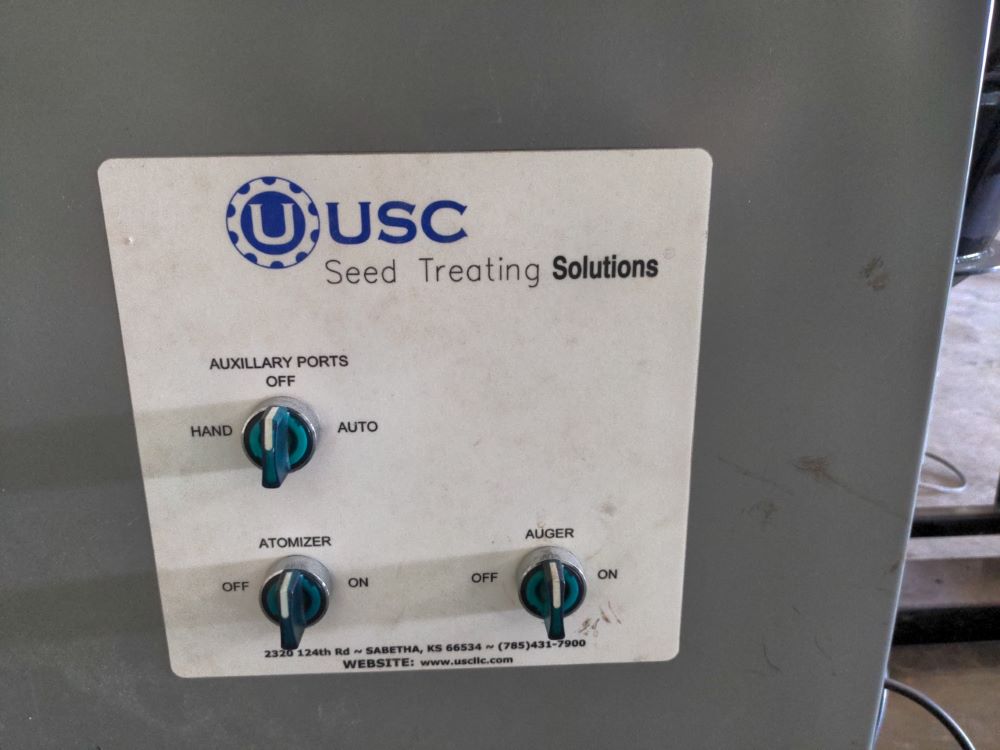 U USC
Seed Treating Solutions
AUXILLARY PORTS
OFF
HAND AUTO
ATOMIZER
OFF ON
AUGER
OFF ON
2320 124th Rd ~ SABETHA, KS 66534 ~ (785)431-7900
WEBSITE: www.uscllc.com